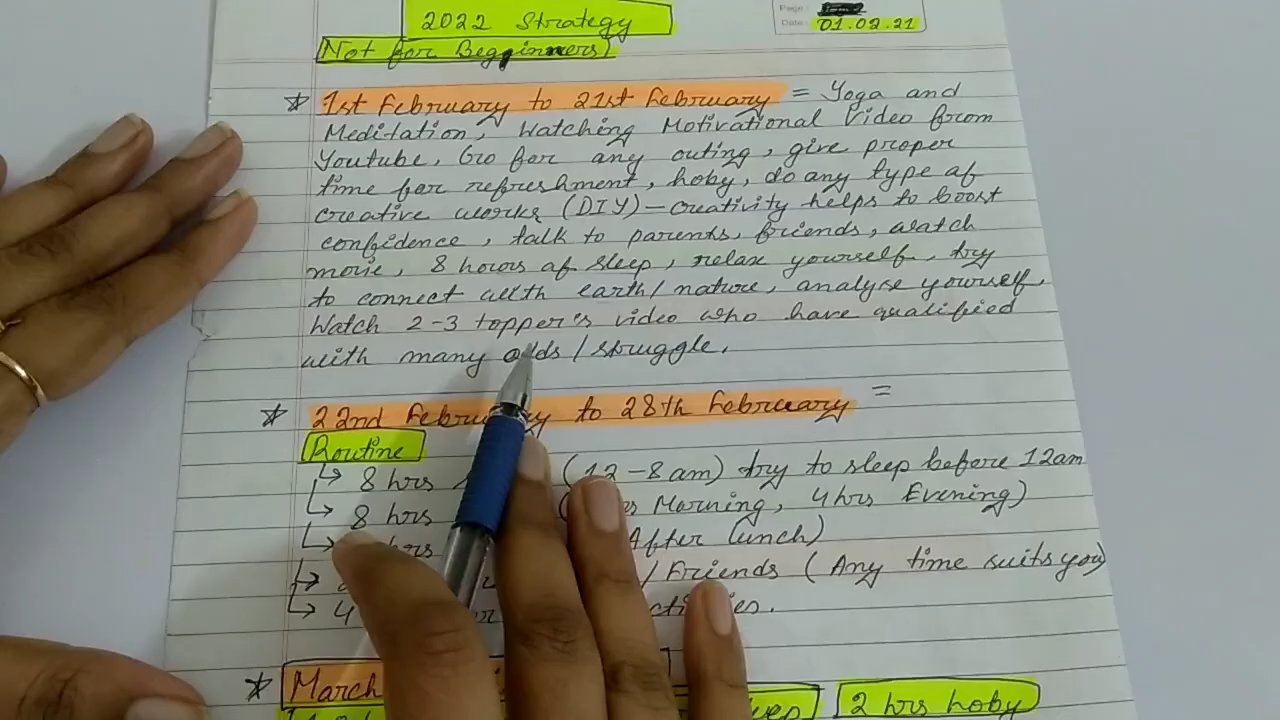 2022 Strategy
Page:
Date: 01.02.21
Not for Begginners)
☆ 1st February to 21st February = Yoga and
Meditation, Watching Motivational Video from
Youtube, Go for any outing, give proper
time for refreshment, hoby, do any type of
creative works (DIY)-creativity helps to boost
confidence, talk to parents, friends, watch
movie, 8 hours of sleep, relax yourself, try
to connect with earth/nature, analyse yourself,
Watch 2-3 topper's video who have qualified
with many odds/struggle.
☆ 22nd February to 28th February =
Routine
↳ 8 hrs (12-8 am) try to sleep before 12am
↳ 8 hrs Morning, 4hrs Evening)
After lunch)
/Friends (Any time suits you)
↳ 4
☆ March
2 hrs hoby